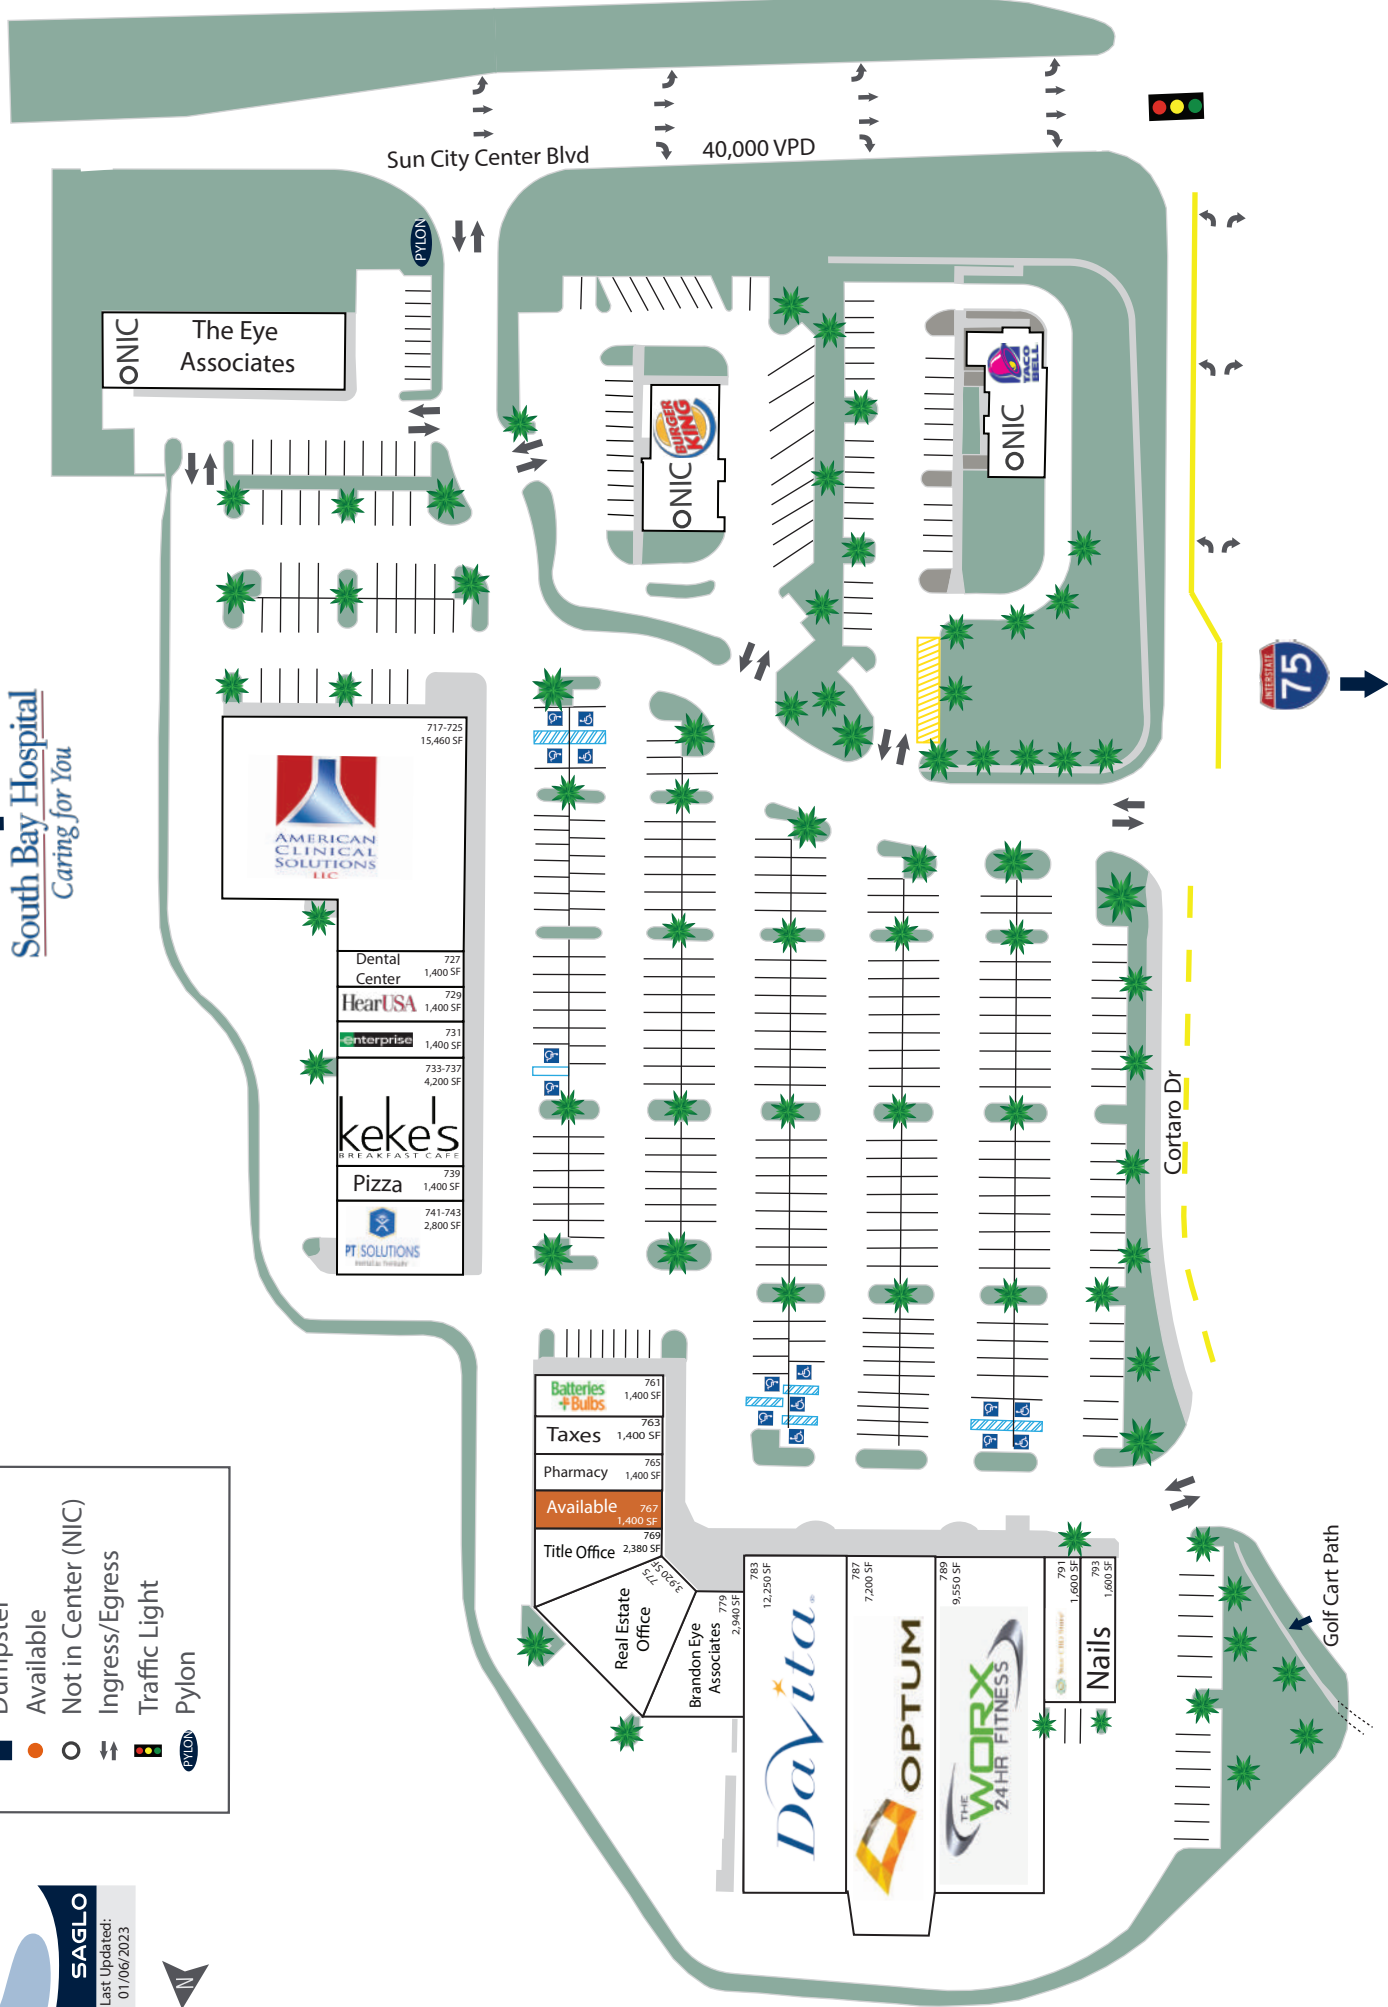 Sun City Center Blvd
40,000 VPD
PYLON
NIC
The Eye
Associates
BURGER
KING
NIC
TACO
BELL
NIC
INTERSTATE
75
South Bay Hospital
Caring for You
717-725
15,460 SF
AMERICAN
CLINICAL
SOLUTIONS
LLC
Dental
Center
727
1,400 SF
HearUSA
729
1,400 SF
enterprise
731
1,400 SF
733-737
4,200 SF
keke's
BREAKFAST CAFE
Pizza
739
1,400 SF
741-743
2,800 SF
PT SOLUTIONS
PHYSICAL THERAPY
Cortaro Dr
Batteries
+Bulbs
761
1,400 SF
Taxes
763
1,400 SF
Pharmacy
765
1,400 SF
Available
767
1,400 SF
Title Office
769
2,380 SF
Real Estate
Office
775
3,920 SF
Brandon Eye
Associates
779
2,940 SF
783
12,250 SF
DaVita
787
7,200 SF
OPTUM
789
9,550 SF
THE
WORX
24HR FITNESS
791
1,600 SF
Nails
793
1,600 SF
Golf Cart Path
Available
Not in Center (NIC)
Ingress/Egress
Traffic Light
PYLON
Pylon
SAGLO
Last Updated:
01/06/2023
N